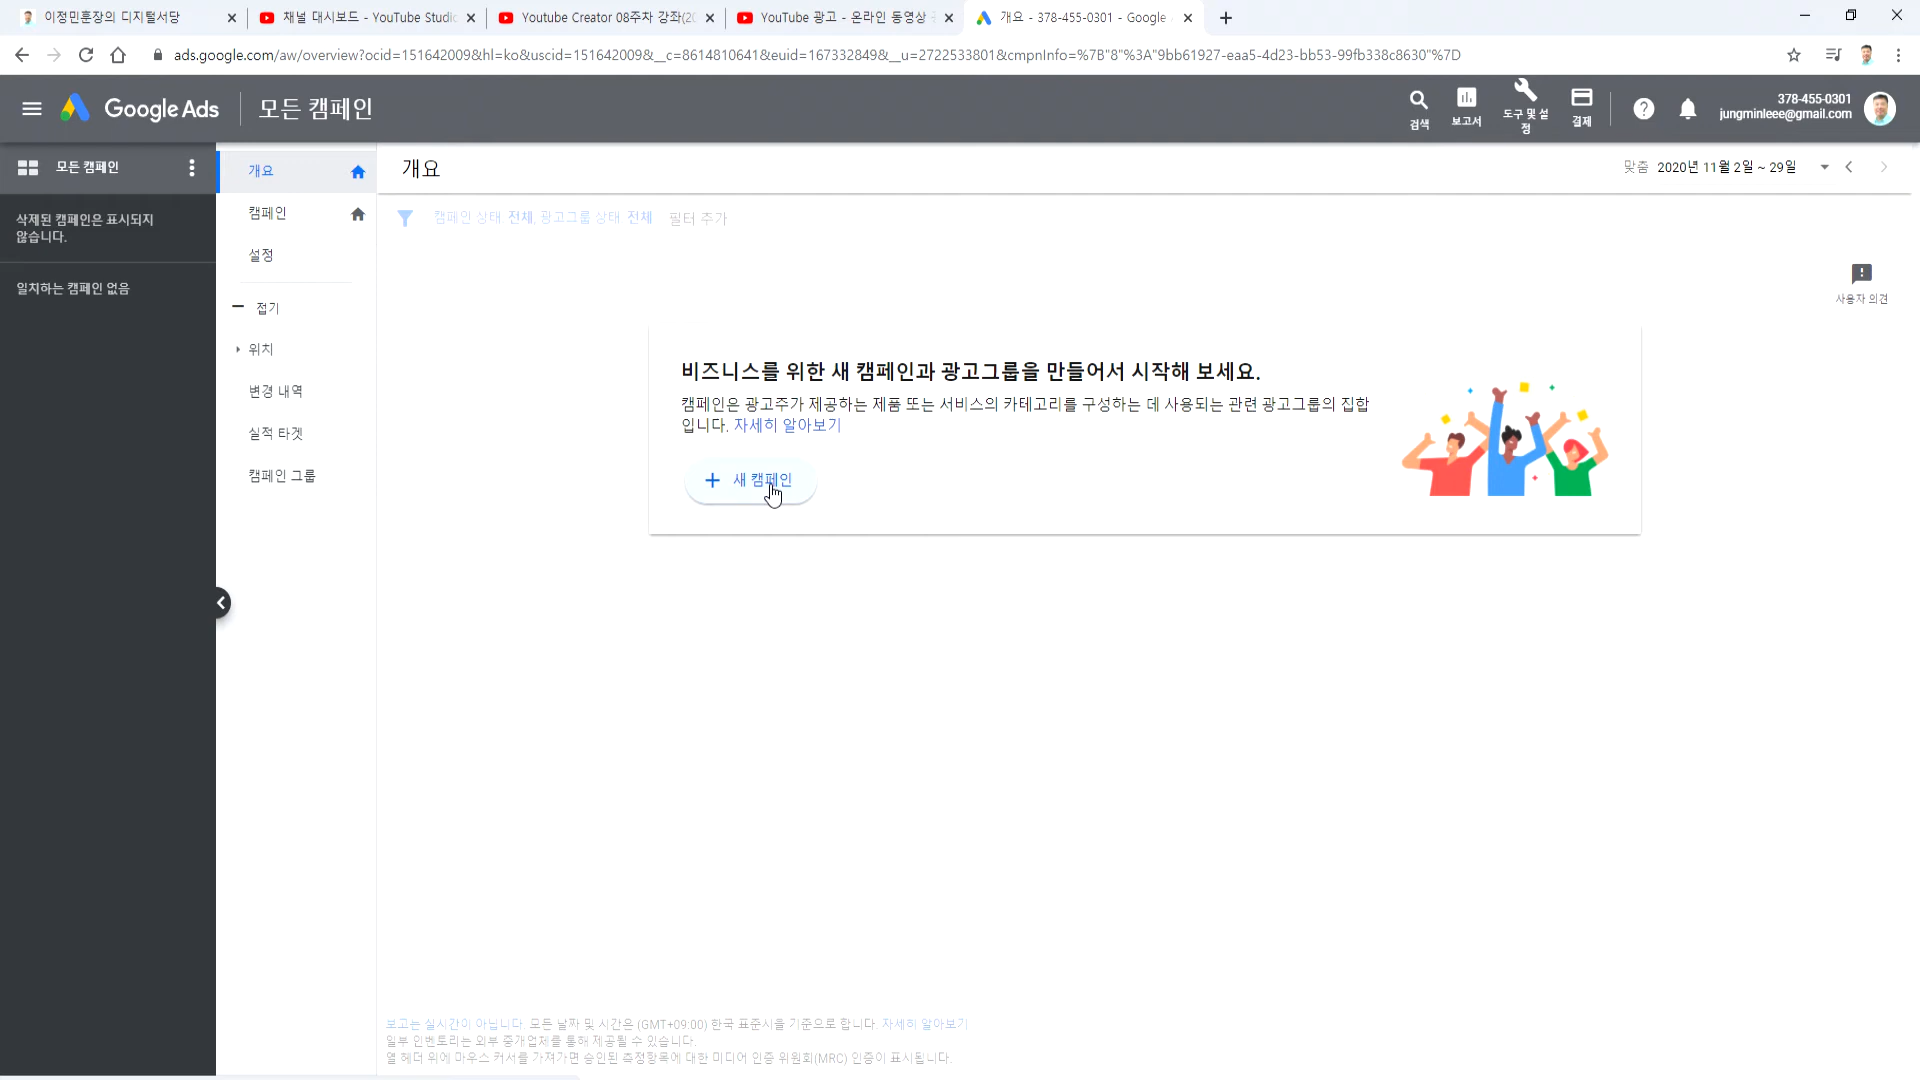 이정민훈장의 디지털서당
채널 대시보드 - YouTube Studio
Youtube Creator 08주차 강좌(20
YouTube 광고 - 온라인 동영상
개요 - 378-455-0301 - Google
ads.google.com/aw/overview?ocid=151642009&hl=ko&uscid=151642009&__c=8614810641&euid=167332849&__u=2722533801&cmpnInfo=%7B"8"%3A"9bb61927-eaa5-4d23-bb53-99fb338c8630"%7D
Google Ads
모든 캠페인
검색
보고서
도구 및 설
정
결제
378-455-0301
jungminleee@gmail.com
모든 캠페인
삭제된 캠페인은 표시되지
않습니다.
일치하는 캠페인 없음
개요
캠페인
설정
접기
위치
변경 내역
실적 타겟
캠페인 그룹
개요
맞춤 2020년 11월 2일 ~ 29일
캠페인 상태 전체, 광고그룹 상태 전체 필터 추가
사용자 의견
비즈니스를 위한 새 캠페인과 광고그룹을 만들어서 시작해 보세요.
캠페인은 광고주가 제공하는 제품 또는 서비스의 카테고리를 구성하는 데 사용되는 관련 광고그룹의 집합
입니다. 자세히 알아보기
+ 새 캠페인
보고는 실시간이 아닙니다. 모든 날짜 및 시간은 (GMT+09:00) 한국 표준시을 기준으로 합니다. 자세히 알아보기
일부 인벤토리는 외부 중개업체를 통해 제공될 수 있습니다.
열 헤더 위에 마우스 커서를 가져가면 승인된 측정항목에 대한 미디어 인증 위원회(MRC) 인증이 표시됩니다.